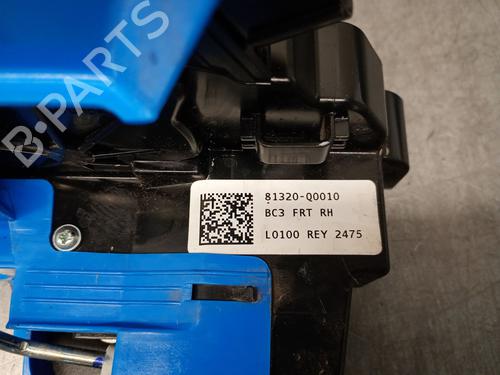 B-PARTS
81320-Q0010
BC3 FRT RH
L0100 REY 2475